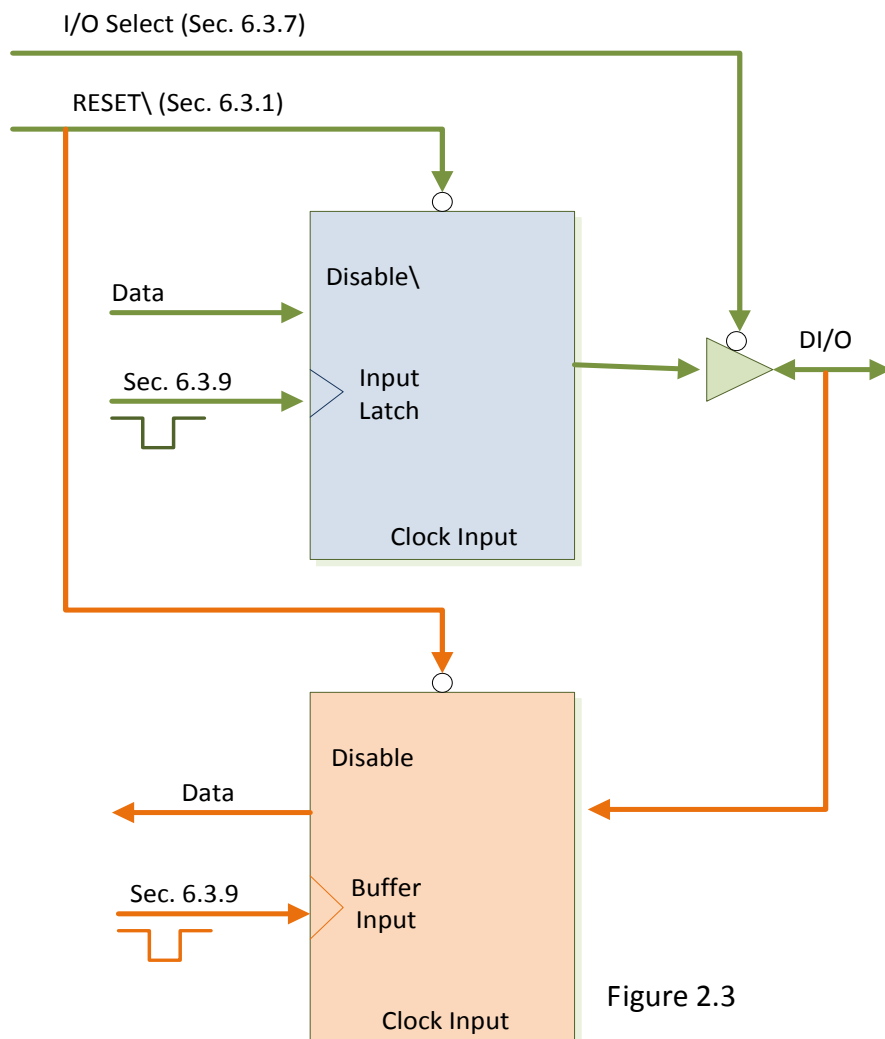 I/O Select (Sec. 6.3.7)
RESET\ (Sec. 6.3.1)
Disable\
Data
DI/O
Sec. 6.3.9
Input
Latch
Clock Input
Disable
Data
Sec. 6.3.9
Buffer
Input
Clock Input
Figure 2.3